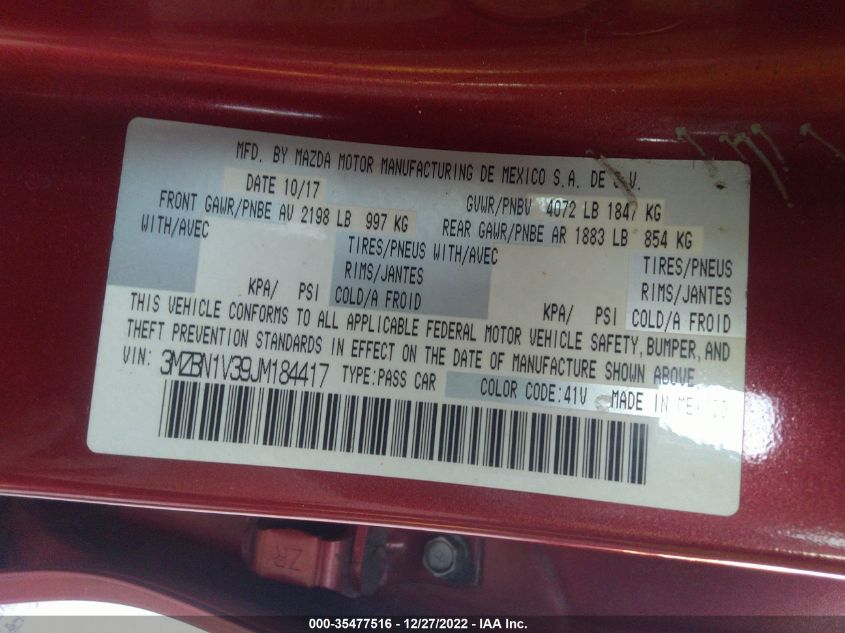 MFD. BY MAZDA MOTOR MANUFACTURING DE MEXICO S.A. DE C.V.
DATE 10/17 GVWR/PNBV 4072 LB 1847 KG
FRONT GAWR/PNBE AV 2198 LB 997 KG REAR GAWR/PNBE AR 1883 LB 854 KG
WITH/AVEC TIRES/PNEUS WITH/AVEC TIRES/PNEUS
RIMS/JANTES RIMS/JANTES
KPA/ PSI COLD/A FROID KPA/ PSI COLD/A FROID
THIS VEHICLE CONFORMS TO ALL APPLICABLE FEDERAL MOTOR VEHICLE SAFETY, BUMPER, AND
THEFT PREVENTION STANDARDS IN EFFECT ON THE DATE OF MANUFACTURE SHOWN ABOVE.
VIN: 3MZBN1V39JM184417 TYPE:PASS CAR COLOR CODE:41V MADE IN MEXICO
ZR
000-35477516 - 12/27/2022 - IAA Inc.